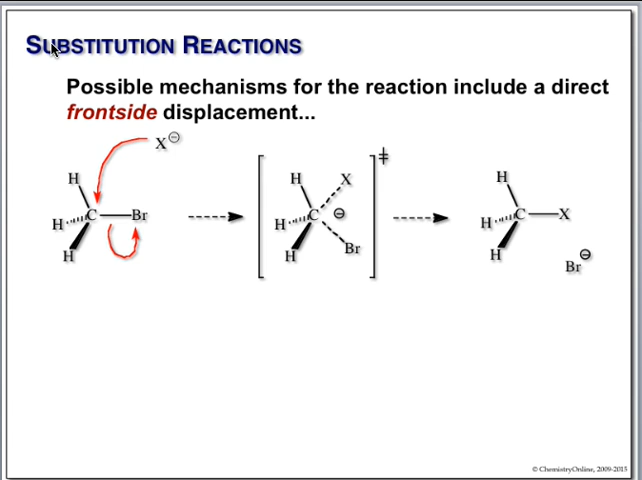 SUBSTITUTION REACTIONS
Possible mechanisms for the reaction include a direct
frontside displacement...
X⊖
H
H C Br
H
H X
H C ⊖
H Br
‡
H
H C X
H Br⊖
© ChemistryOnline, 2009-2015